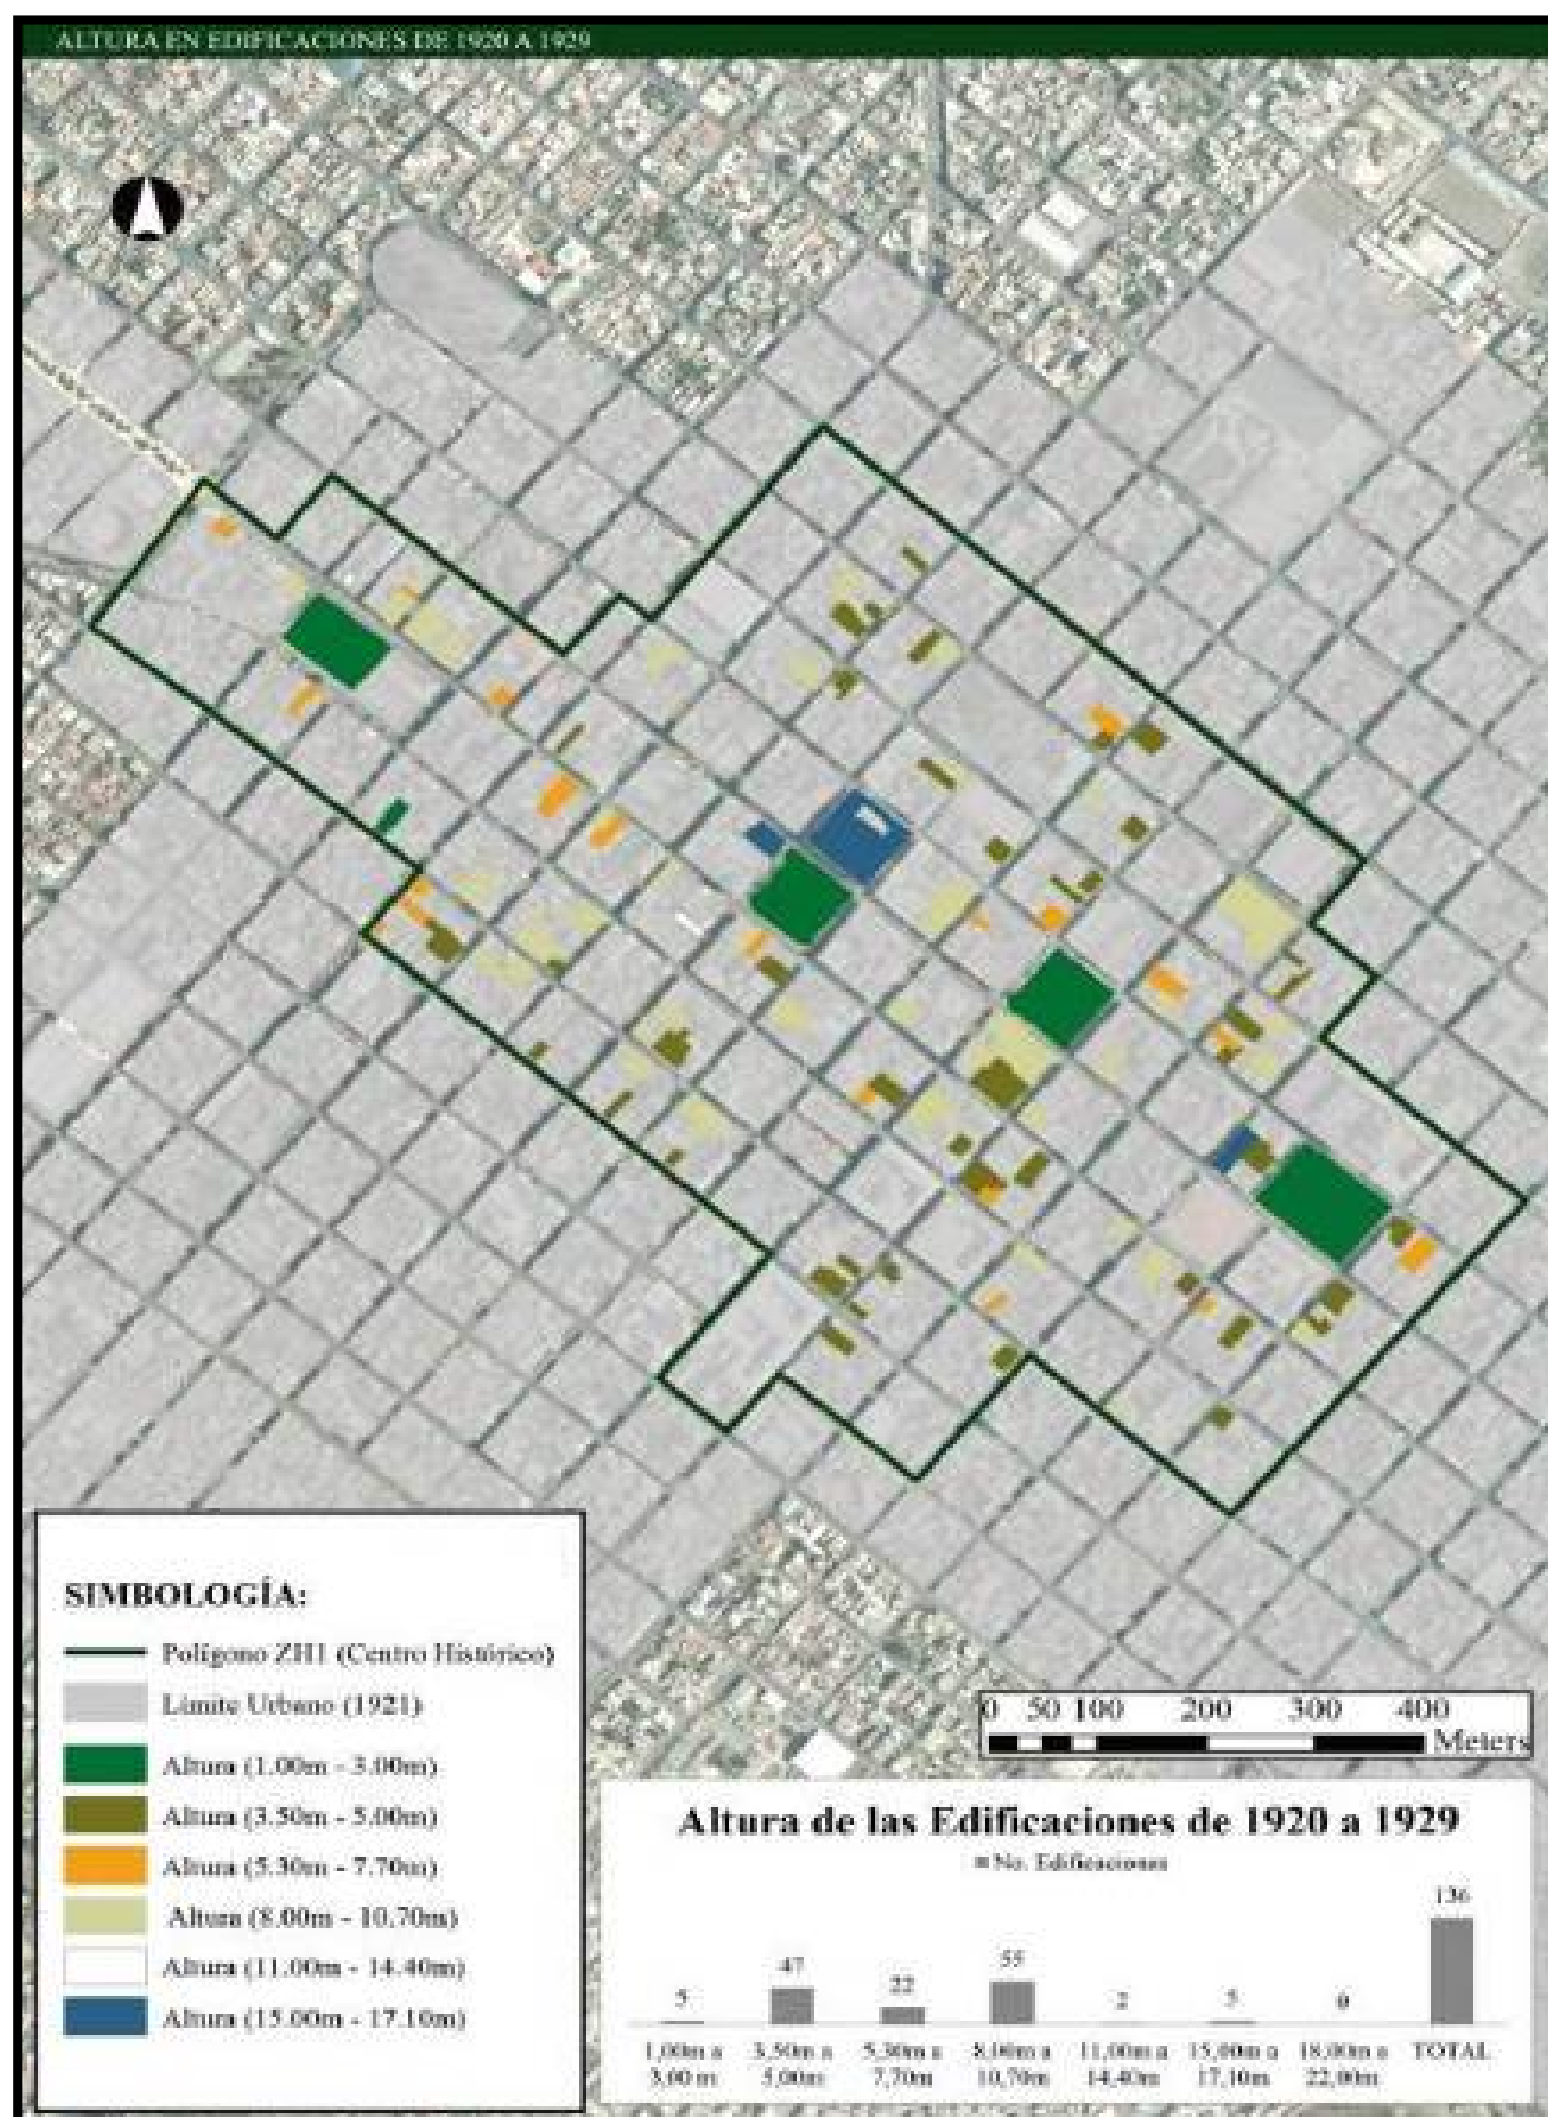 ALTURA EN EDIFICACIONES DE 1920 A 1929
SIMBOLOGÍA:
Polígono ZH1 (Centro Histórico)
Límite Urbano (1921)
Altura (1.00m - 3.00m)
Altura (3.50m - 5.00m)
Altura (5.30m - 7.70m)
Altura (8.00m - 10.70m)
Altura (11.00m - 14.40m)
Altura (15.00m - 17.10m)
0 50 100 200 300 400
Meters
Altura de las Edificaciones de 1920 a 1929
No. Edificaciones
5 47 22 55 2 5 0 136
1,00m a 3,50m a 5,30m a 8,00m a 11,00m a 15,00m a 18,00m a TOTAL
3,00 m 5,00m 7,70m 10,70m 14,40m 17,10m 22,00m